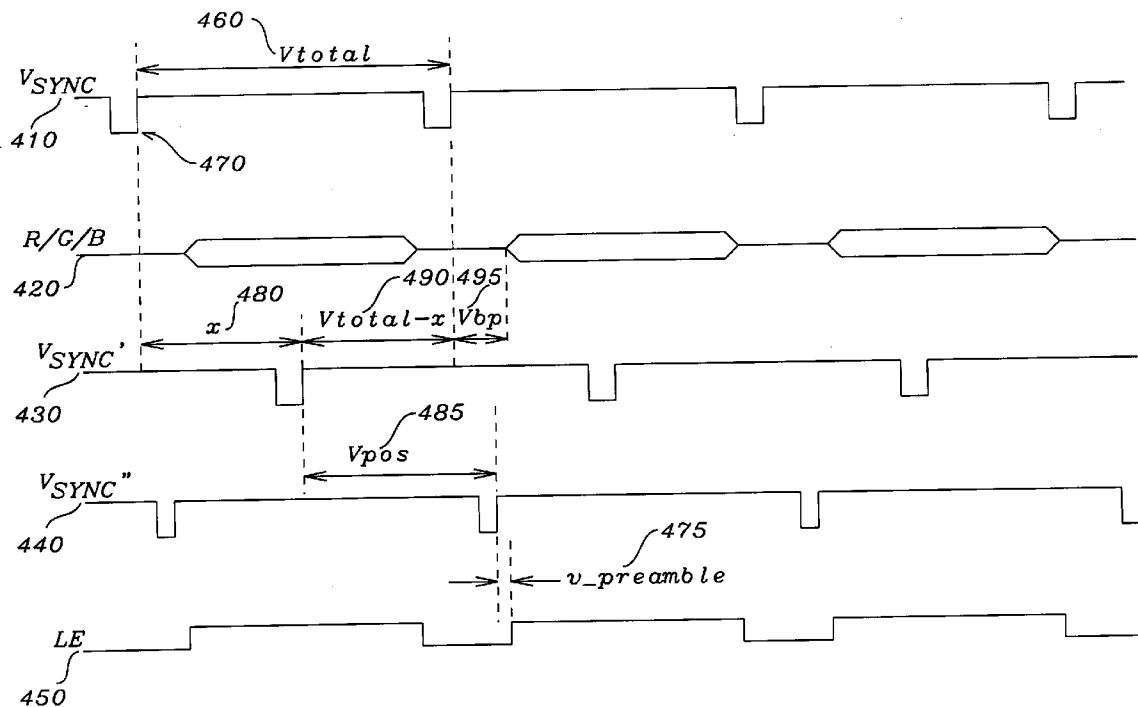 460
Vtotal
VSYNC
410
470
R/G/B
420
480
490
495
x
Vtotal-x
Vbp
VSYNC'
430
485
Vpos
VSYNC"
440
475
v_preamble
LE
450